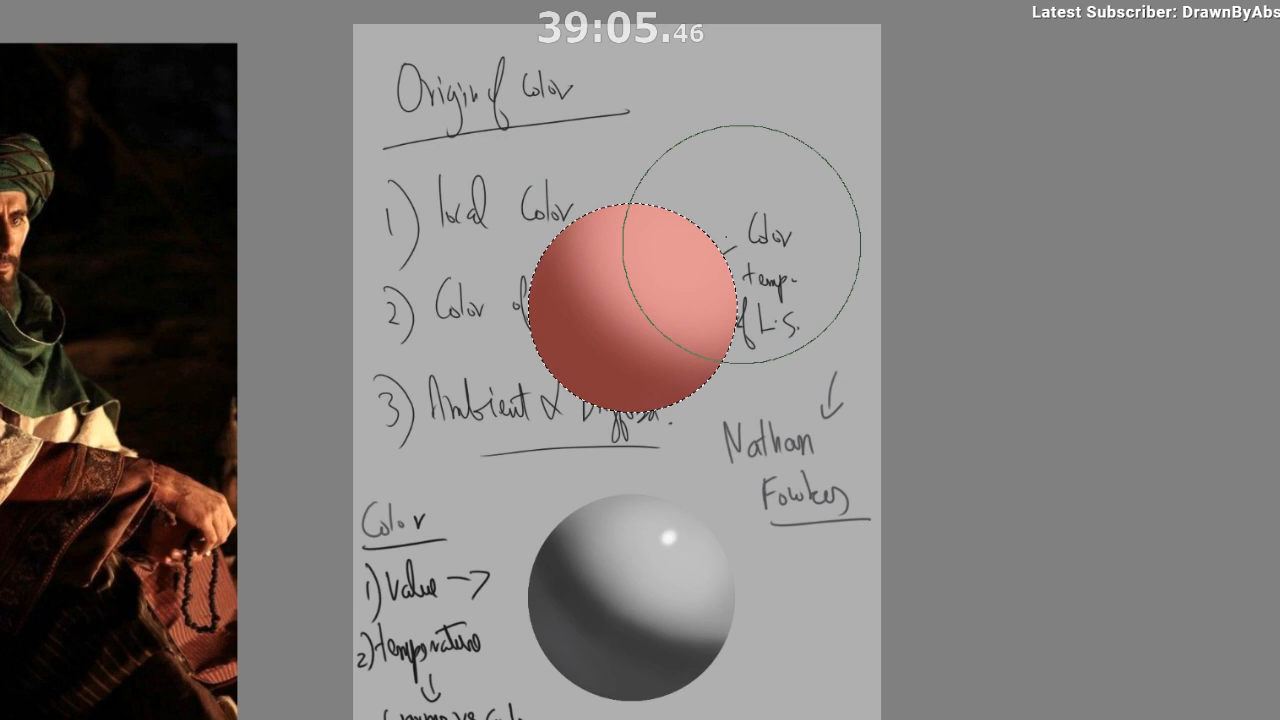 39:05.46
Latest Subscriber: DrawnByAbs
Origin of Color
1) local Color
Color
temp.
of L.S.
2) Color of
3) Ambient &
Nathan
Fowkes
Color
1) Value →
2) temperature